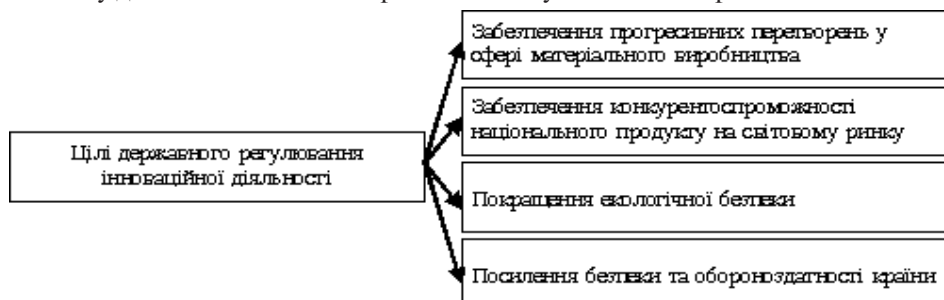 Забезпечення прогресивних перетворень у
сфері матеріального виробництва
Забезпечення конкурентоспроможності
національного продукту на світовому ринку
Цілі державного регулювання
інноваційної діяльності
Покращення екологічної безпеки
Посилення безпеки та обороноздатності країни